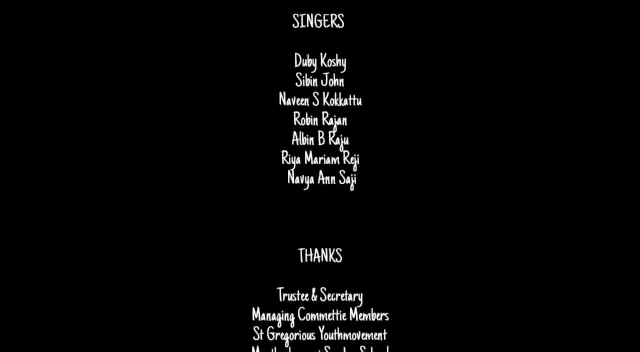 SINGERS
Duby Koshy
Sibin John
Naveen S Kokkattu
Robin Rajan
Albin B Raju
Riya Mariam Reji
Navya Ann Saji
THANKS
Trustee & Secretary
Managing Commettie Members
St Gregorious Youthmovement